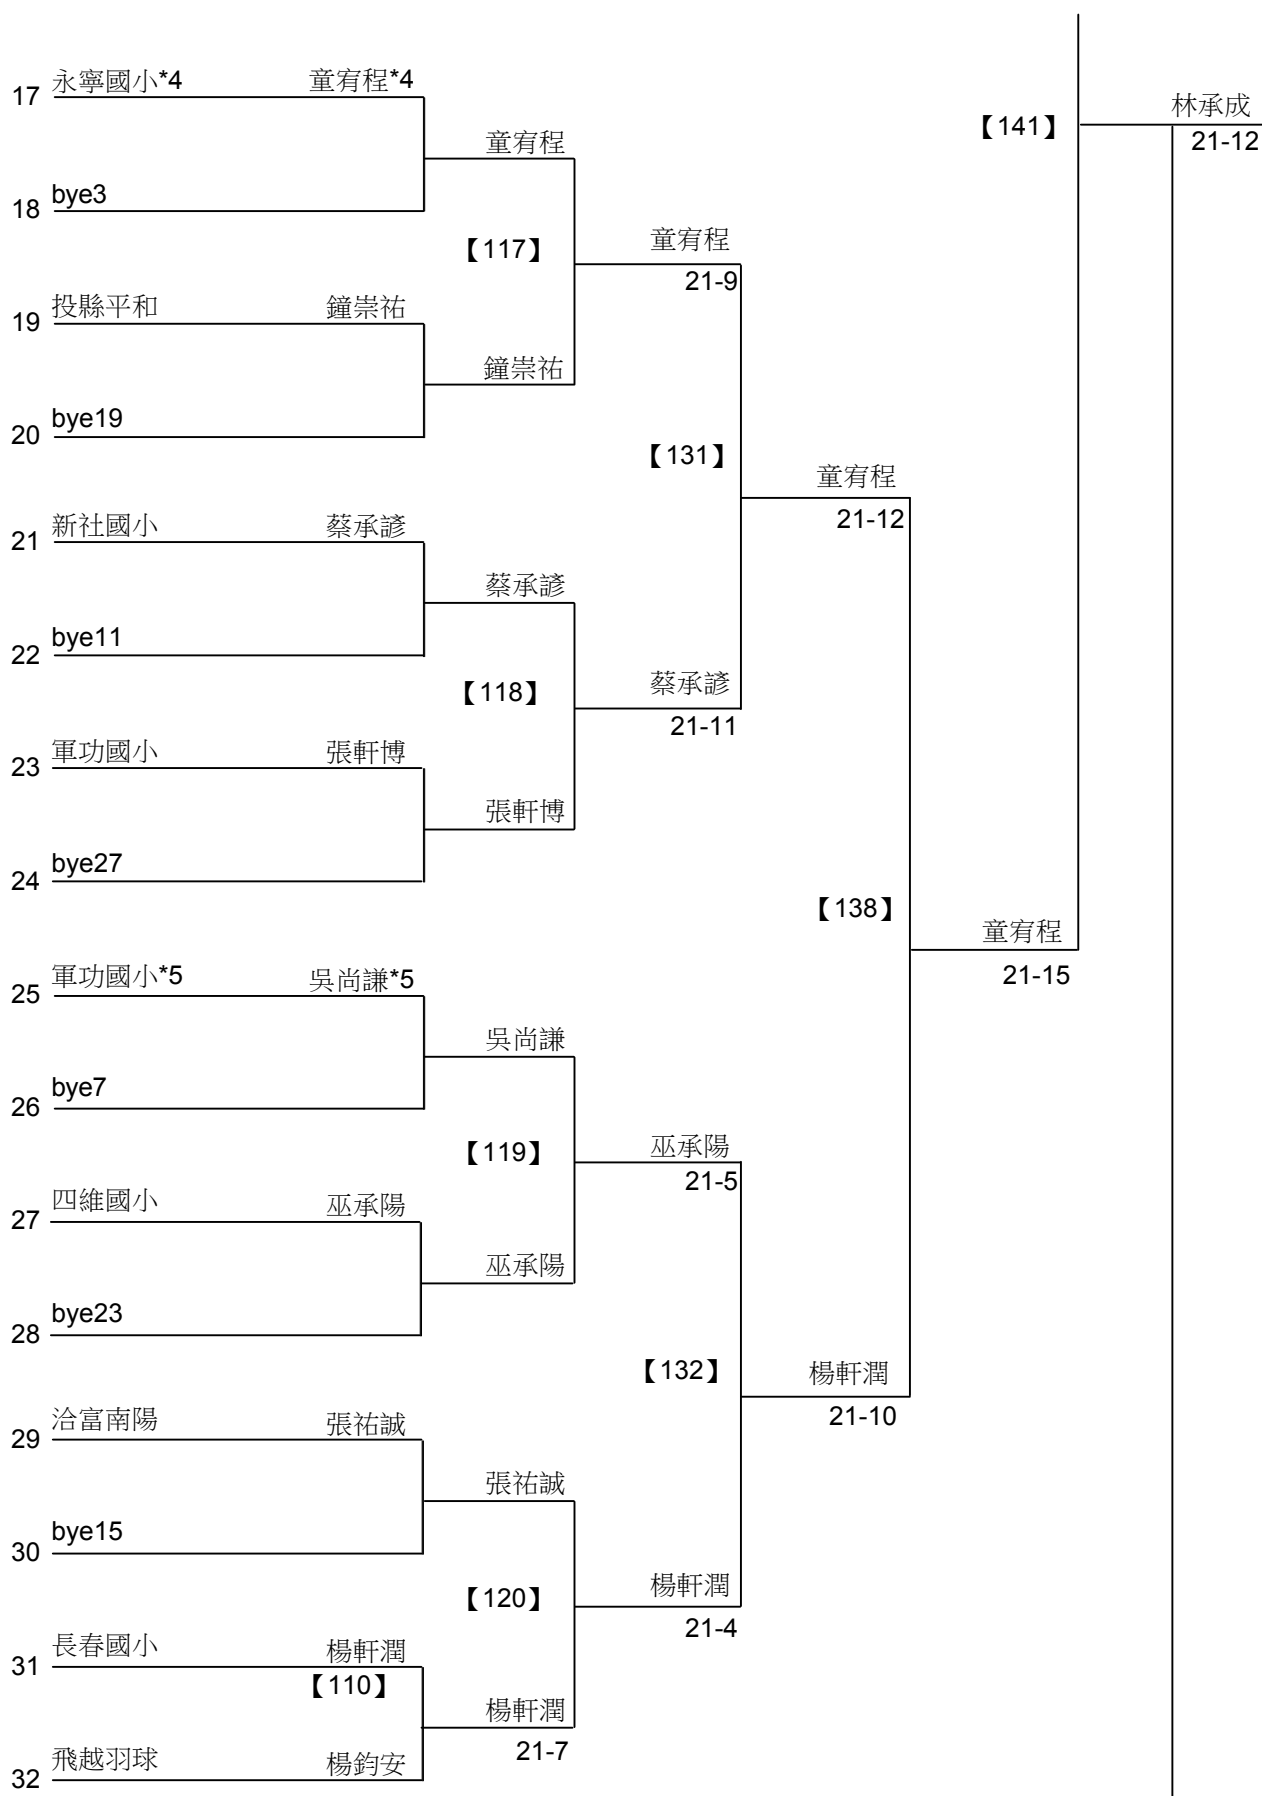 17 永寧國小*4 童宥程*4
林承成
【141】
21-12
童宥程
18 bye3
【117】
童宥程
21-9
19 投縣平和 鐘崇祐
鐘崇祐
20 bye19
【131】
童宥程
21-12
21 新社國小 蔡承諺
蔡承諺
22 bye11
【118】
蔡承諺
21-11
23 軍功國小 張軒博
張軒博
24 bye27
【138】
童宥程
21-15
25 軍功國小*5 吳尚謙*5
吳尚謙
26 bye7
【119】
巫承陽
21-5
27 四維國小 巫承陽
巫承陽
28 bye23
【132】
楊軒潤
21-10
29 洽富南陽 張祐誠
張祐誠
30 bye15
【120】
楊軒潤
21-4
31 長春國小 楊軒潤
【110】
楊軒潤
21-7
32 飛越羽球 楊鈞安